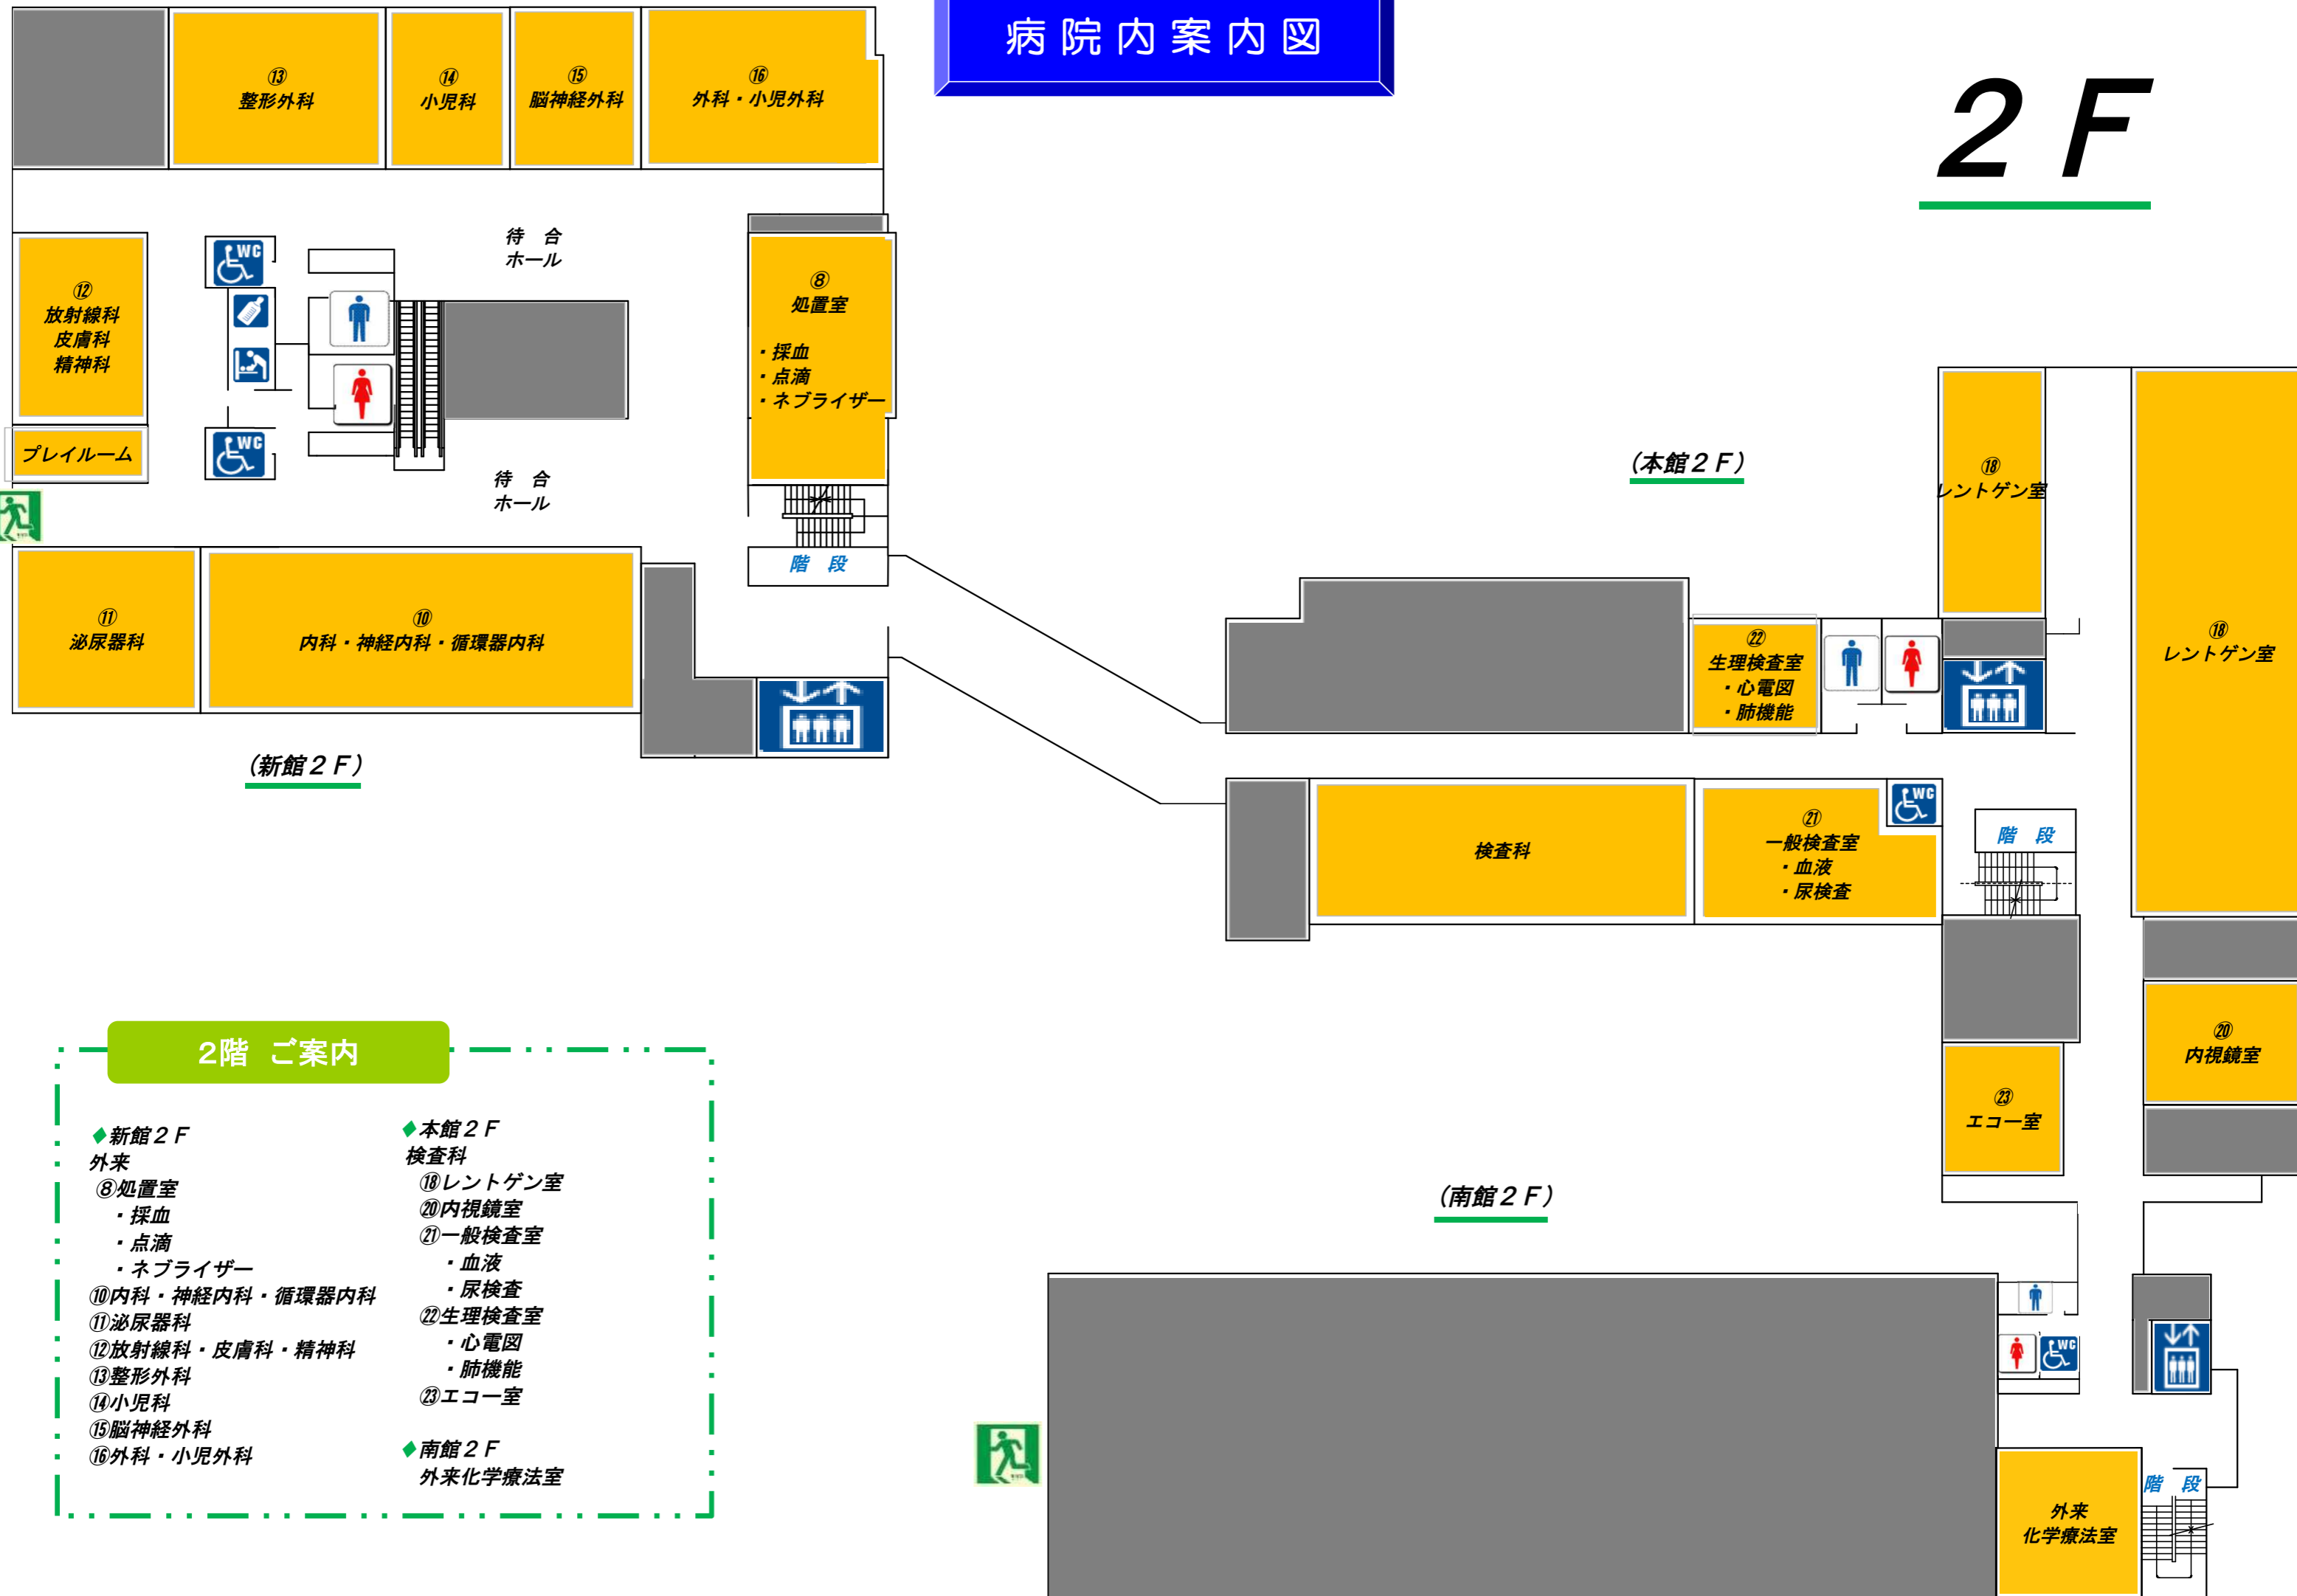 病院内案内図
２Ｆ
⑬
整形外科
⑭
小児科
⑮
脳神経外科
⑯
外科・小児外科
待　合
ホール
⑫
放射線科
皮膚科
精神科
プレイルーム
WC
WC
⑧
処置室
・採血
・点滴
・ネブライザー
待　合
ホール
階　段
⑪
泌尿器科
⑩
内科・神経内科・循環器内科
（新館２Ｆ）
（本館２Ｆ）
⑱
レントゲン室
⑱
レントゲン室
㉒
生理検査室
・心電図
・肺機能
検査科
㉑
一般検査室
・血液
・尿検査
WC
階　段
⑳
内視鏡室
㉓
エコー室
（南館２Ｆ）
WC
外来
化学療法室
階　段
2階　ご案内
◆新館２Ｆ
外来
⑧処置室
・採血
・点滴
・ネブライザー
⑩内科・神経内科・循環器内科
⑪泌尿器科
⑫放射線科・皮膚科・精神科
⑬整形外科
⑭小児科
⑮脳神経外科
⑯外科・小児外科
◆本館２Ｆ
検査科
⑱レントゲン室
⑳内視鏡室
㉑一般検査室
・血液
・尿検査
㉒生理検査室
・心電図
・肺機能
㉓エコー室
◆南館２Ｆ
外来化学療法室